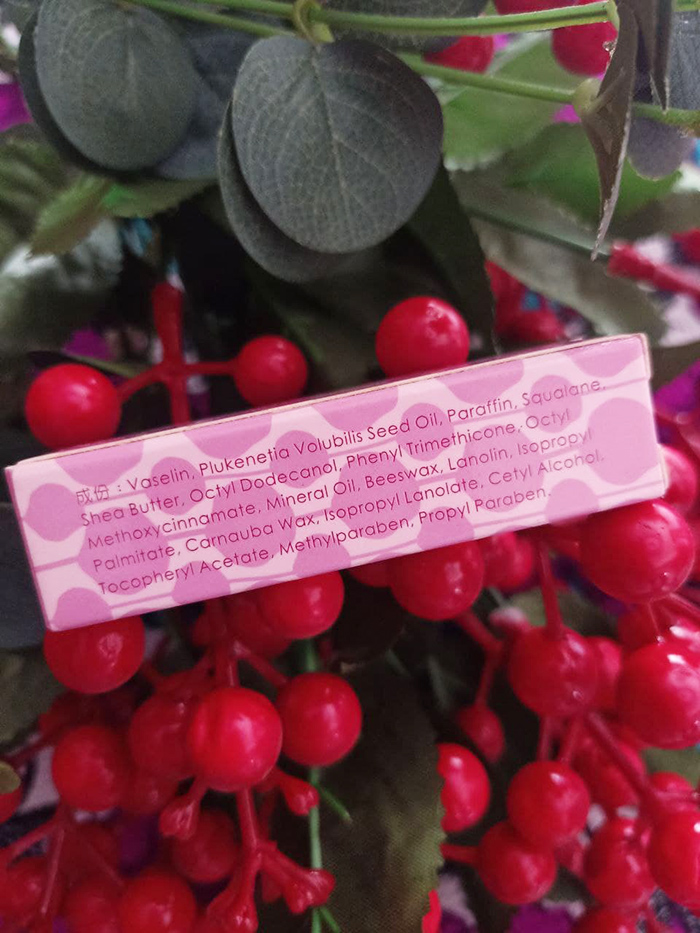 成份：Vaselin, Plukenetia Volubilis Seed Oil, Paraffin, Squalane,
Shea Butter, Octyl Dodecanol, Phenyl Trimethicone, Octyl
Methoxycinnamate, Mineral Oil, Beeswax, Lanolin, Isopropyl
Palmitate, Carnauba Wax, Isopropyl Lanolate, Cetyl Alcohol,
Tocopheryl Acetate, Methylparaben, Propyl Paraben.